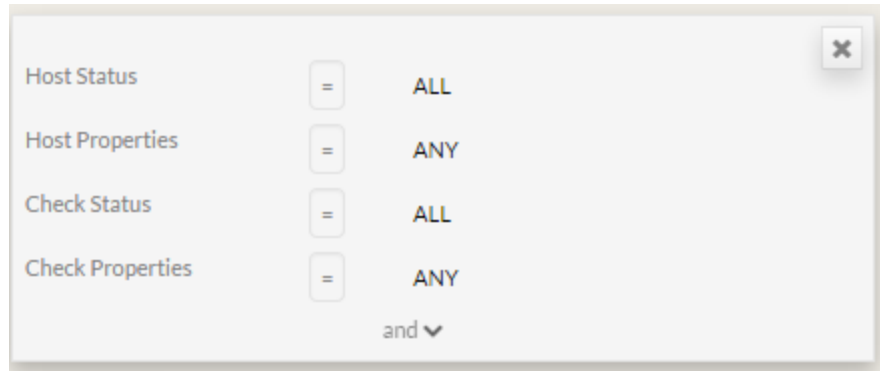 Host Status = ALL
Host Properties = ANY
Check Status = ALL
Check Properties = ANY
and